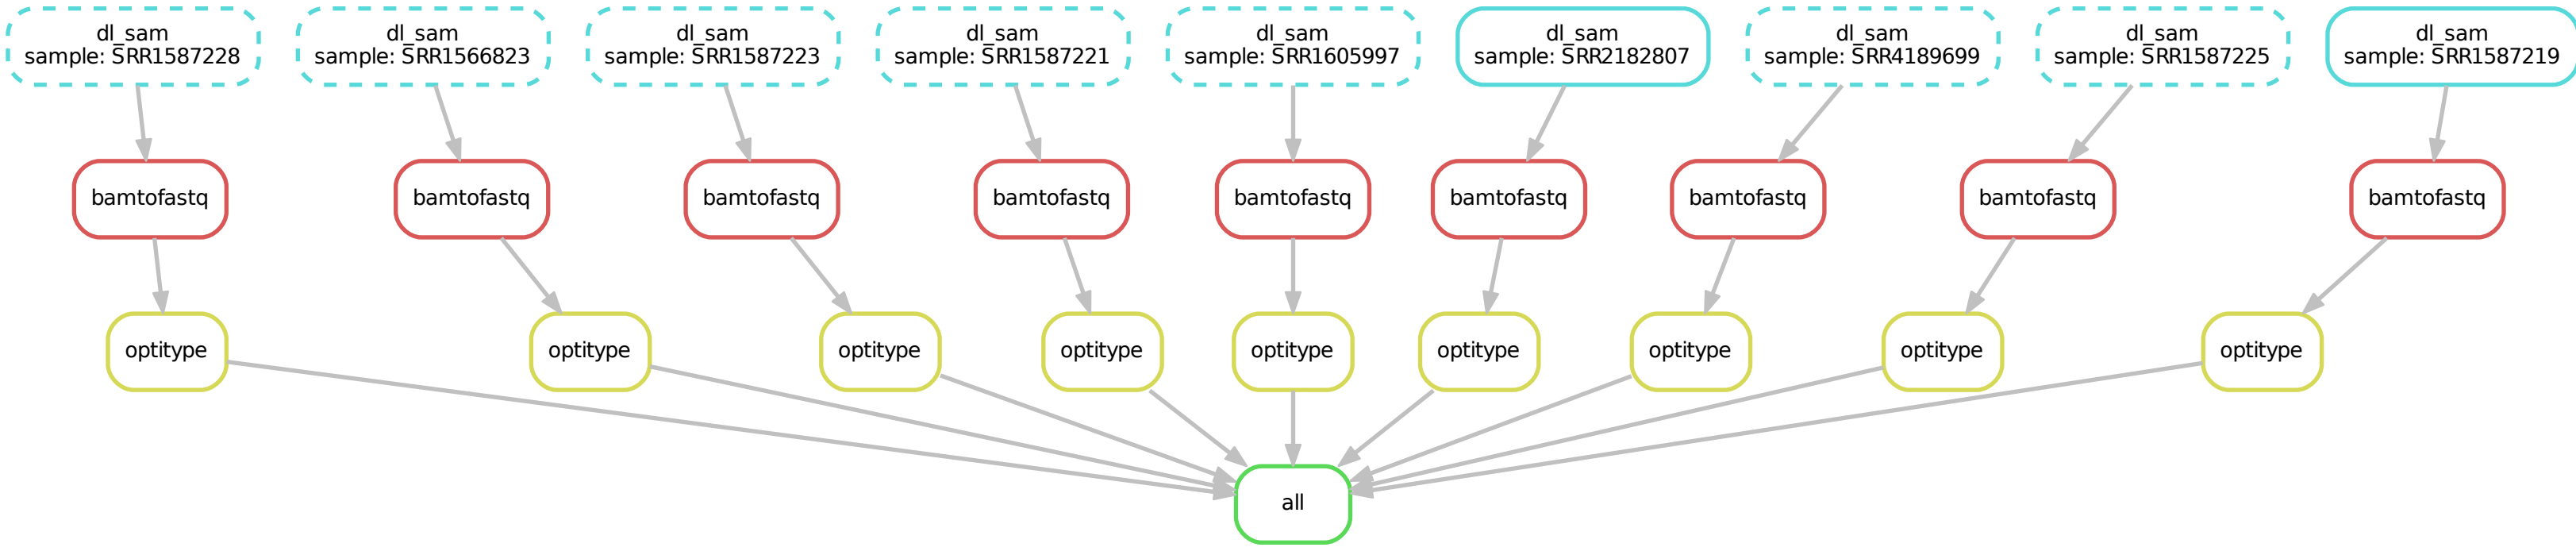 dl_sam
sample: SRR1587228
dl_sam
sample: SRR1566823
dl_sam
sample: SRR1587223
dl_sam
sample: SRR1587221
dl_sam
sample: SRR1605997
dl_sam
sample: SRR2182807
dl_sam
sample: SRR4189699
dl_sam
sample: SRR1587225
dl_sam
sample: SRR1587219
bamtofastq
bamtofastq
bamtofastq
bamtofastq
bamtofastq
bamtofastq
bamtofastq
bamtofastq
bamtofastq
optitype
optitype
optitype
optitype
optitype
optitype
optitype
optitype
optitype
all